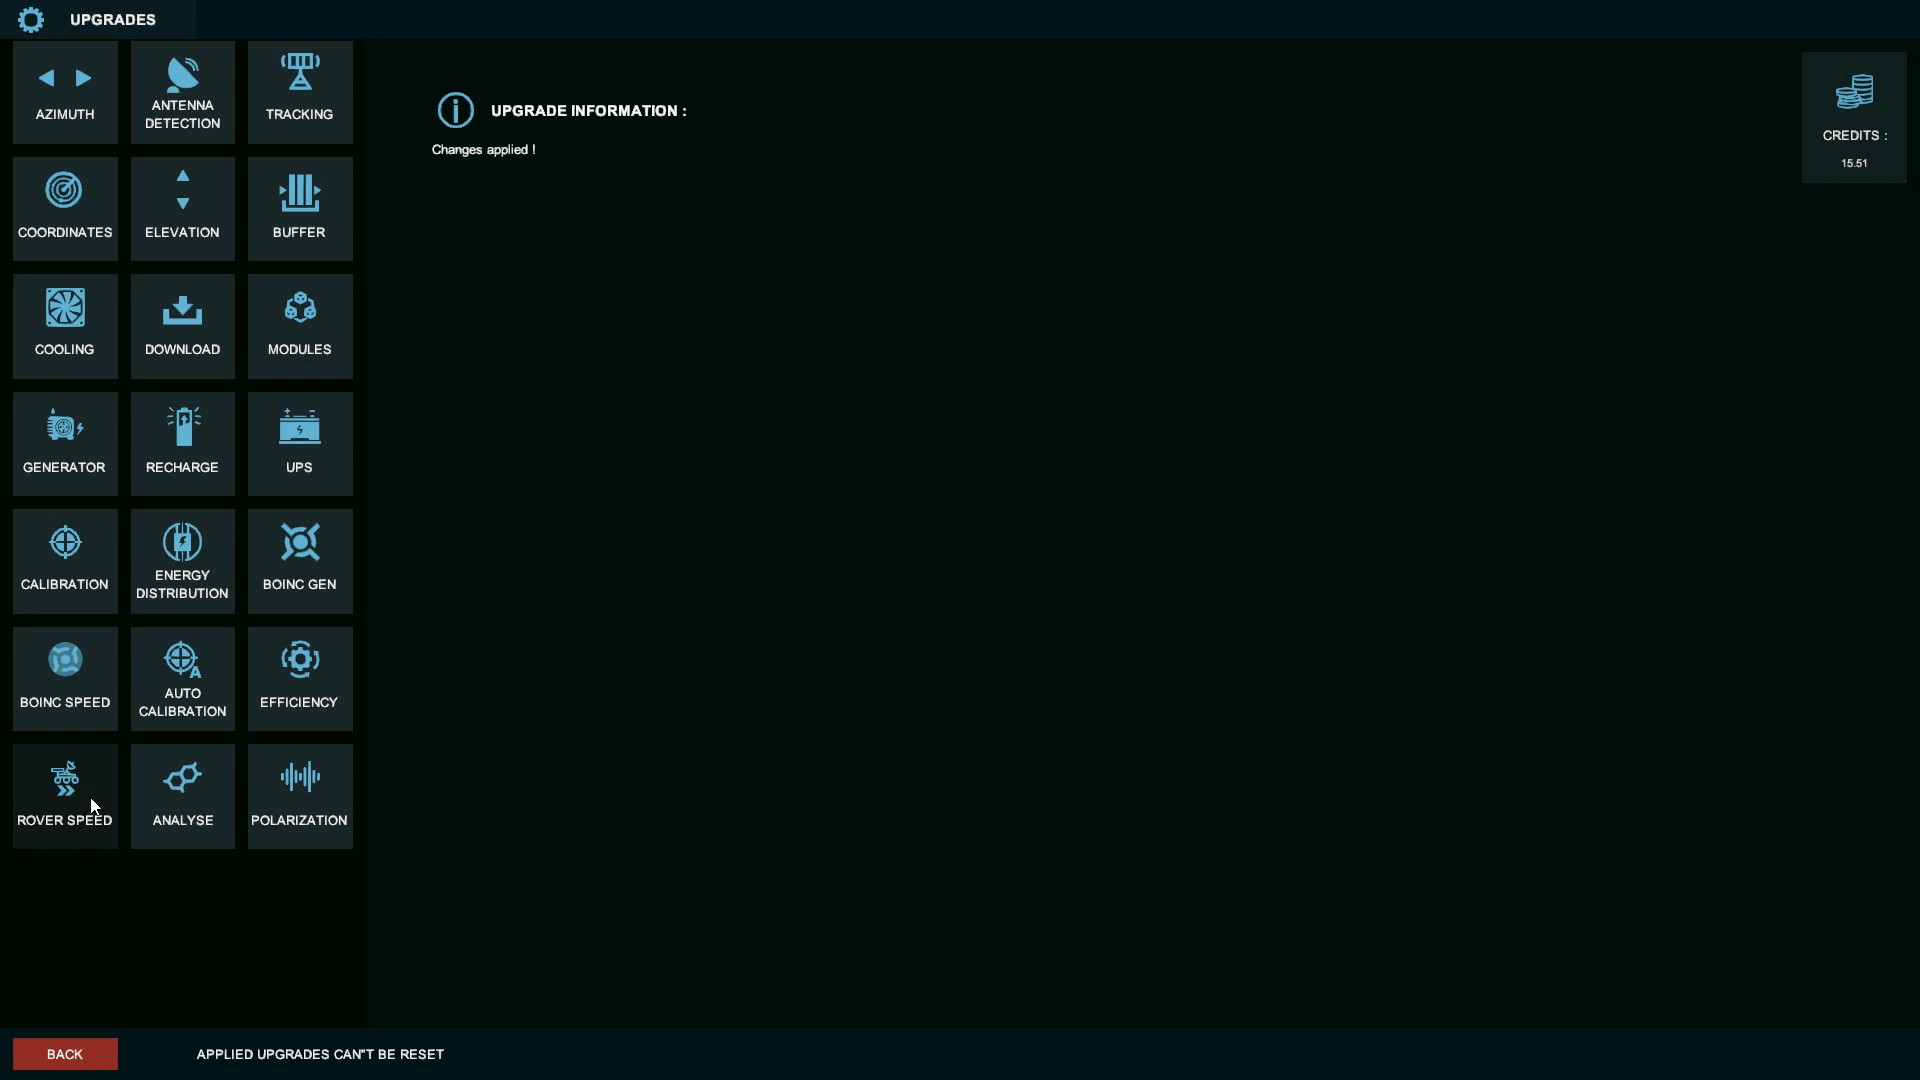 UPGRADES
AZIMUTH
ANTENNA
DETECTION
TRACKING
COORDINATES
ELEVATION
BUFFER
COOLING
DOWNLOAD
MODULES
GENERATOR
RECHARGE
UPS
CALIBRATION
ENERGY
DISTRIBUTION
BOINC GEN
BOINC SPEED
AUTO
CALIBRATION
EFFICIENCY
ROVER SPEED
ANALYSE
POLARIZATION
UPGRADE INFORMATION :
Changes applied !
CREDITS :
15.51
BACK
APPLIED UPGRADES CAN"T BE RESET